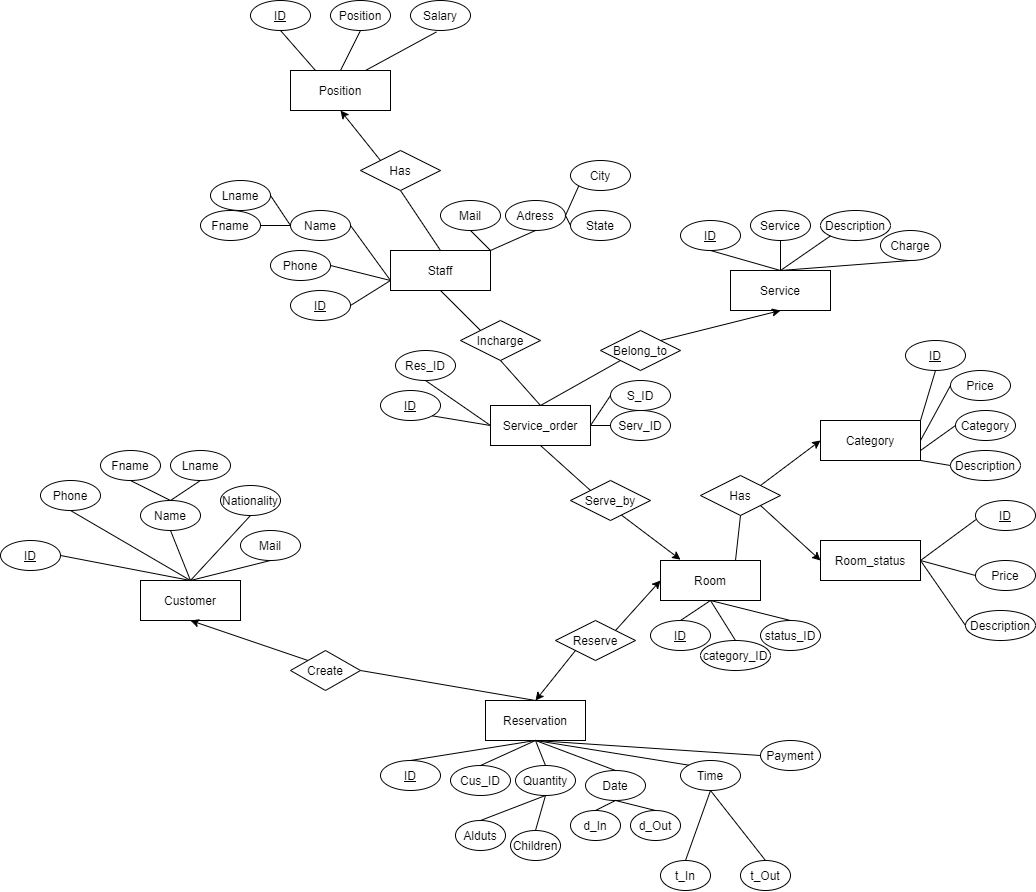 ID
Position
Salary
Position
Has
City
Lname
Mail
Adress
Fname
Name
State
ID
Service
Description
Charge
Phone
Staff
Service
ID
Incharge
Belong_to
ID
Res_ID
Price
ID
S_ID
Service_order
Serv_ID
Category
Category
Fname
Lname
Description
Phone
Nationality
Has
Serve_by
Name
ID
Mail
ID
Room_status
Price
Room
Customer
Description
Reserve
ID
status_ID
category_ID
Create
Reservation
Payment
ID
Cus_ID
Quantity
Date
Time
Alduts
d_In
d_Out
Children
t_In
t_Out